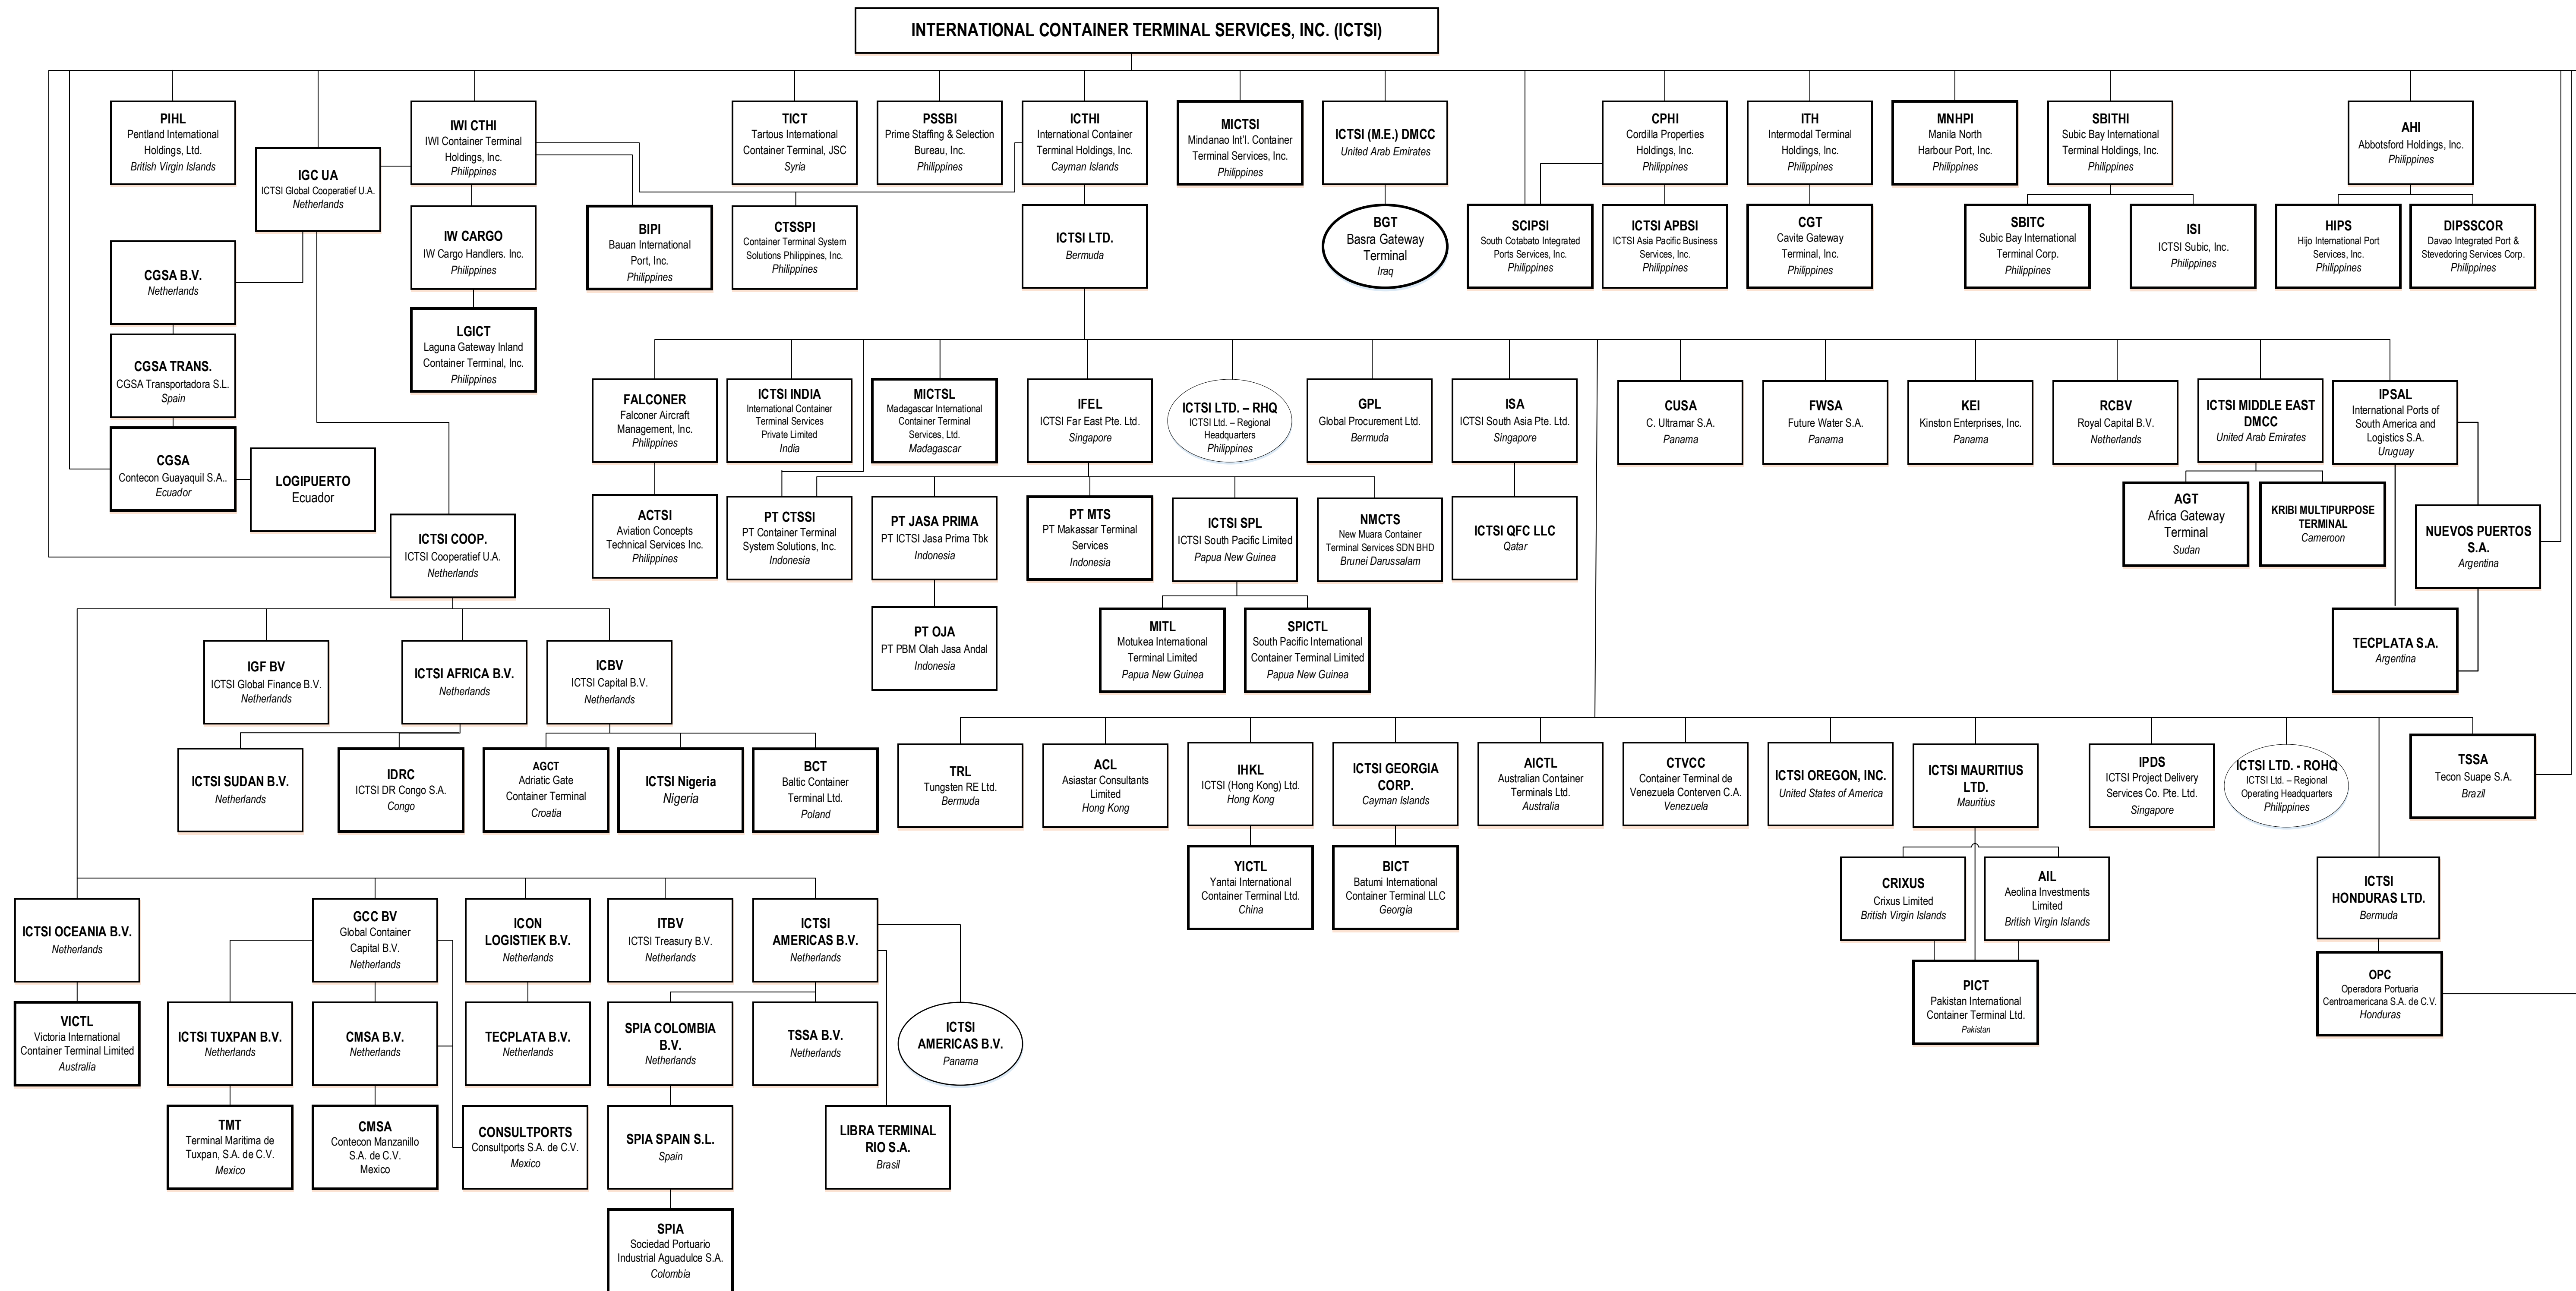 INTERNATIONAL CONTAINER TERMINAL SERVICES, INC. (ICTSI)
PIHL
Pentland International
Holdings, Ltd.
British Virgin Islands
IGC UA
ICTSI Global Cooperatief U.A.
Netherlands
IWI CTHI
IWI Container Terminal
Holdings, Inc.
Philippines
TICT
Tartous International
Container Terminal, JSC
Syria
PSSBI
Prime Staffing & Selection
Bureau, Inc.
Philippines
ICTHI
International Container
Terminal Holdings, Inc.
Cayman Islands
MICTSI
Mindanao Int'l. Container
Terminal Services, Inc.
Philippines
ICTSI (M.E.) DMCC
United Arab Emirates
CPHI
Cordilla Properties
Holdings, Inc.
Philippines
ITH
Intermodal Terminal
Holdings, Inc.
Philippines
MNHPI
Manila North
Harbour Port, Inc.
Philippines
SBITHI
Subic Bay International
Terminal Holdings, Inc.
Philippines
AHI
Abbotsford Holdings, Inc.
Philippines
CGSA B.V.
Netherlands
IW CARGO
IW Cargo Handlers. Inc.
Philippines
BIPI
Bauan International
Port, Inc.
Philippines
CTSSPI
Container Terminal System
Solutions Philippines, Inc.
Philippines
ICTSI LTD.
Bermuda
BGT
Basra Gateway
Terminal
Iraq
SCIPSI
South Cotabato Integrated
Ports Services, Inc.
Philippines
ICTSI APBSI
ICTSI Asia Pacific Business
Services, Inc.
Philippines
CGT
Cavite Gateway
Terminal, Inc.
Philippines
SBITC
Subic Bay International
Terminal Corp.
Philippines
ISI
ICTSI Subic, Inc.
Philippines
HIPS
Hijo International Port
Services, Inc.
Philippines
DIPSSCOR
Davao Integrated Port &
Stevedoring Services Corp.
Philippines
CGSA TRANS.
CGSA Transportadora S.L.
Spain
LGICT
Laguna Gateway Inland
Container Terminal, Inc.
Philippines
CGSA
Contecon Guayaquil S.A..
Ecuador
LOGIPUERTO
Ecuador
FALCONER
Falconer Aircraft
Management, Inc.
Philippines
ICTSI INDIA
International Container
Terminal Services
Private Limited
India
MICTSL
Madagascar International
Container Terminal
Services, Ltd.
Madagascar
IFEL
ICTSI Far East Pte. Ltd.
Singapore
ICTSI LTD. – RHQ
ICTSI Ltd. – Regional
Headquarters
Philippines
GPL
Global Procurement Ltd.
Bermuda
ISA
ICTSI South Asia Pte. Ltd.
Singapore
CUSA
C. Ultramar S.A.
Panama
FWSA
Future Water S.A.
Panama
KEI
Kinston Enterprises, Inc.
Panama
RCBV
Royal Capital B.V.
Netherlands
ICTSI MIDDLE EAST
DMCC
United Arab Emirates
IPSAL
International Ports of
South America and
Logistics S.A.
Uruguay
ICTSI COOP.
ICTSI Cooperatief U.A.
Netherlands
ACTSI
Aviation Concepts
Technical Services Inc.
Philippines
PT CTSSI
PT Container Terminal
System Solutions, Inc.
Indonesia
PT JASA PRIMA
PT ICTSI Jasa Prima Tbk
Indonesia
PT MTS
PT Makassar Terminal
Services
Indonesia
ICTSI SPL
ICTSI South Pacific Limited
Papua New Guinea
NMCTS
New Muara Container
Terminal Services SDN BHD
Brunei Darussalam
ICTSI QFC LLC
Qatar
AGT
Africa Gateway
Terminal
Sudan
KRIBI MULTIPURPOSE
TERMINAL
Cameroon
NUEVOS PUERTOS
S.A.
Argentina
PT OJA
PT PBM Olah Jasa Andal
Indonesia
MITL
Motukea International
Terminal Limited
Papua New Guinea
SPICTL
South Pacific International
Container Terminal Limited
Papua New Guinea
TECPLATA S.A.
Argentina
IGF BV
ICTSI Global Finance B.V.
Netherlands
ICTSI AFRICA B.V.
Netherlands
ICBV
ICTSI Capital B.V.
Netherlands
ICTSI SUDAN B.V.
Netherlands
IDRC
ICTSI DR Congo S.A.
Congo
AGCT
Adriatic Gate
Container Terminal
Croatia
ICTSI Nigeria
Nigeria
BCT
Baltic Container
Terminal Ltd.
Poland
TRL
Tungsten RE Ltd.
Bermuda
ACL
Asiastar Consultants
Limited
Hong Kong
IHKL
ICTSI (Hong Kong) Ltd.
Hong Kong
ICTSI GEORGIA
CORP.
Cayman Islands
AICTL
Australian Container
Terminals Ltd.
Australia
CTVCC
Container Terminal de
Venezuela Conterven C.A.
Venezuela
ICTSI OREGON, INC.
United States of America
ICTSI MAURITIUS
LTD.
Mauritius
IPDS
ICTSI Project Delivery
Services Co. Pte. Ltd.
Singapore
ICTSI LTD. - ROHQ
ICTSI Ltd. – Regional
Operating Headquarters
Philippines
TSSA
Tecon Suape S.A.
Brazil
YICTL
Yantai International
Container Terminal Ltd.
China
BICT
Batumi International
Container Terminal LLC
Georgia
CRIXUS
Crixus Limited
British Virgin Islands
AIL
Aeolina Investments
Limited
British Virgin Islands
ICTSI
HONDURAS LTD.
Bermuda
ICTSI OCEANIA B.V.
Netherlands
GCC BV
Global Container
Capital B.V.
Netherlands
ICON
LOGISTIEK B.V.
Netherlands
ITBV
ICTSI Treasury B.V.
Netherlands
ICTSI
AMERICAS B.V.
Netherlands
PICT
Pakistan International
Container Terminal Ltd.
Pakistan
OPC
Operadora Portuaria
Centroamericana S.A. de C.V.
Honduras
VICTL
Victoria International
Container Terminal Limited
Australia
ICTSI TUXPAN B.V.
Netherlands
CMSA B.V.
Netherlands
TECPLATA B.V.
Netherlands
SPIA COLOMBIA
B.V.
Netherlands
TSSA B.V.
Netherlands
ICTSI
AMERICAS B.V.
Panama
TMT
Terminal Maritima de
Tuxpan, S.A. de C.V.
Mexico
CMSA
Contecon Manzanillo
S.A. de C.V.
Mexico
CONSULTPORTS
Consultports S.A. de C.V.
Mexico
SPIA SPAIN S.L.
Spain
LIBRA TERMINAL
RIO S.A.
Brasil
SPIA
Sociedad Portuario
Industrial Aguadulce S.A.
Colombia